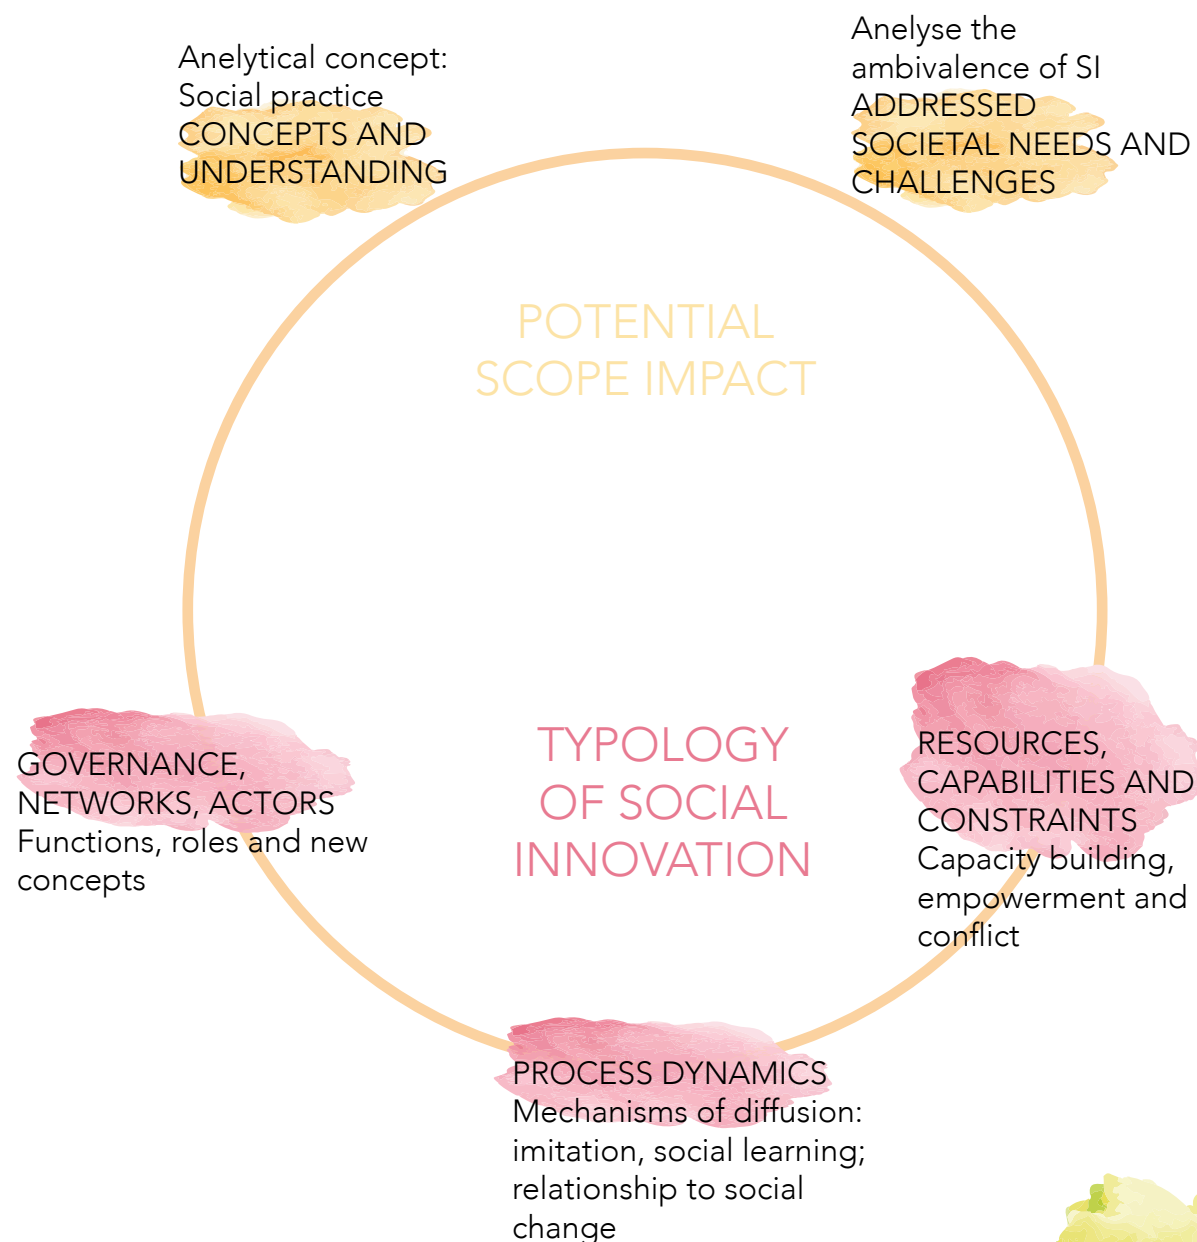 Anelytical concept:
Social practice
CONCEPTS AND
UNDERSTANDING
Anelyse the
ambivalence of SI
ADDRESSED
SOCIETAL NEEDS AND
CHALLENGES
POTENTIAL
SCOPE IMPACT
TYPOLOGY
OF SOCIAL
INNOVATION
GOVERNANCE,
NETWORKS, ACTORS
Functions, roles and new
concepts
RESOURCES,
CAPABILITIES AND
CONSTRAINTS
Capacity building,
empowerment and
conflict
PROCESS DYNAMICS
Mechanisms of diffusion:
imitation, social learning;
relationship to social
change